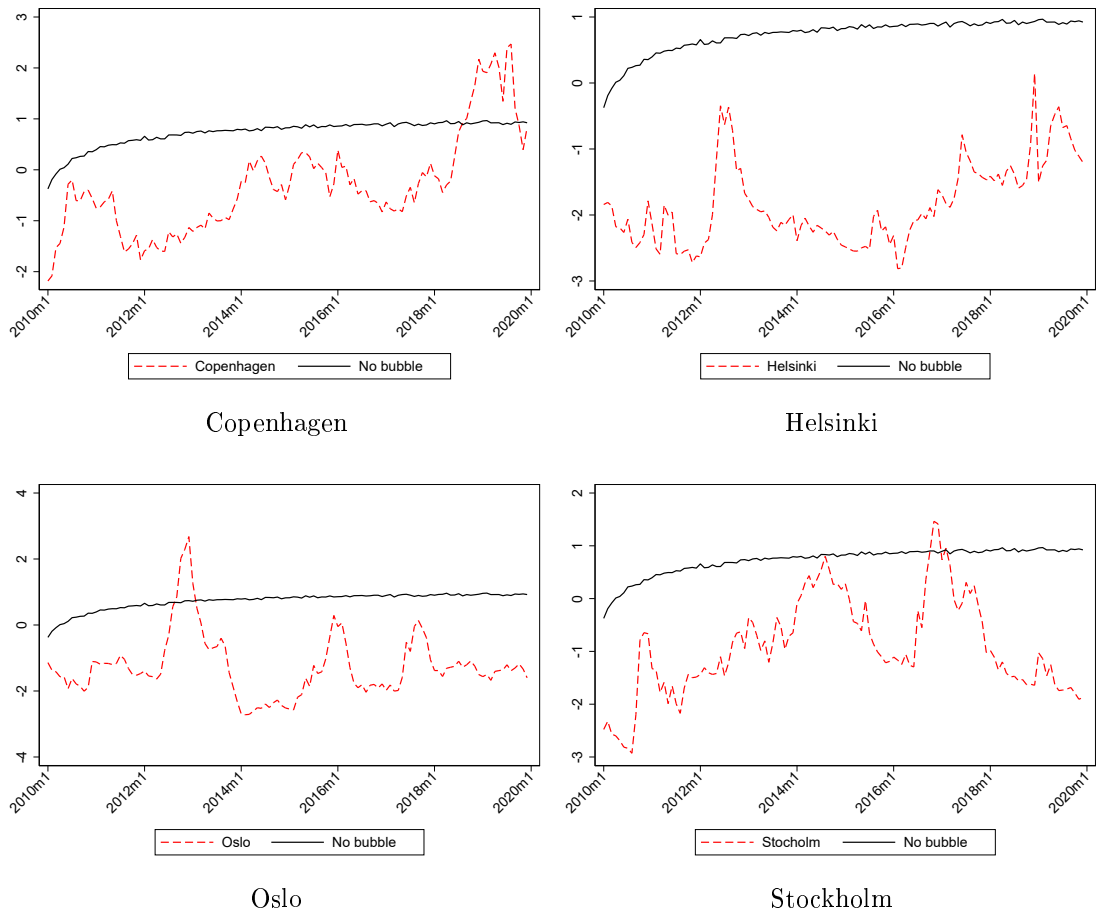 3
2
1
0
-1
-2
2010m1 2012m1 2014m1 2016m1 2018m1 2020m1
Copenhagen No bubble
Copenhagen
1
0
-1
-2
-3
2010m1 2012m1 2014m1 2016m1 2018m1 2020m1
Helsinki No bubble
Helsinki
4
2
0
-2
-4
2010m1 2012m1 2014m1 2016m1 2018m1 2020m1
Oslo No bubble
Oslo
2
1
0
-1
-2
-3
2010m1 2012m1 2014m1 2016m1 2018m1 2020m1
Stocholm No bubble
Stockholm